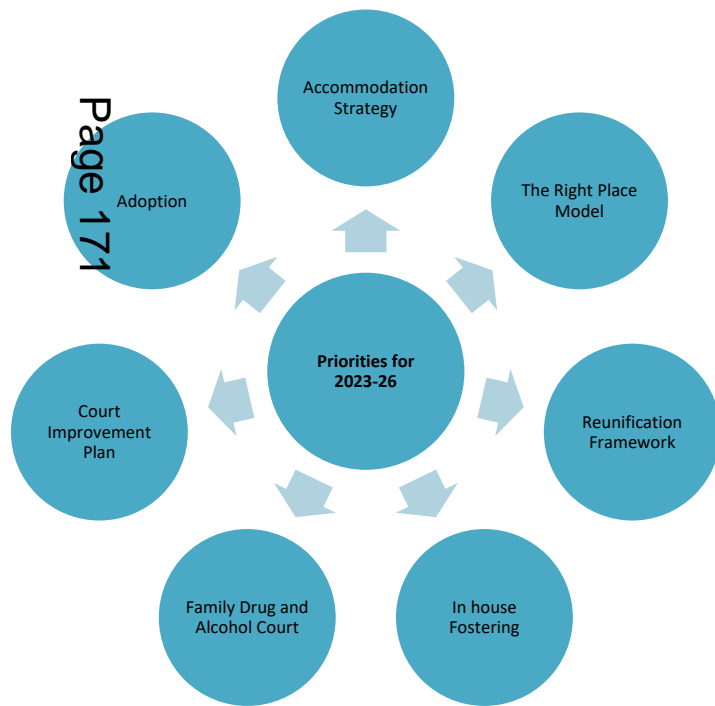 Accommodation
Strategy
The Right Place
Model
Reunification
Framework
In house
Fostering
Family Drug and
Alcohol Court
Court
Improvement
Plan
Adoption
Priorities for
2023-26
Page 171